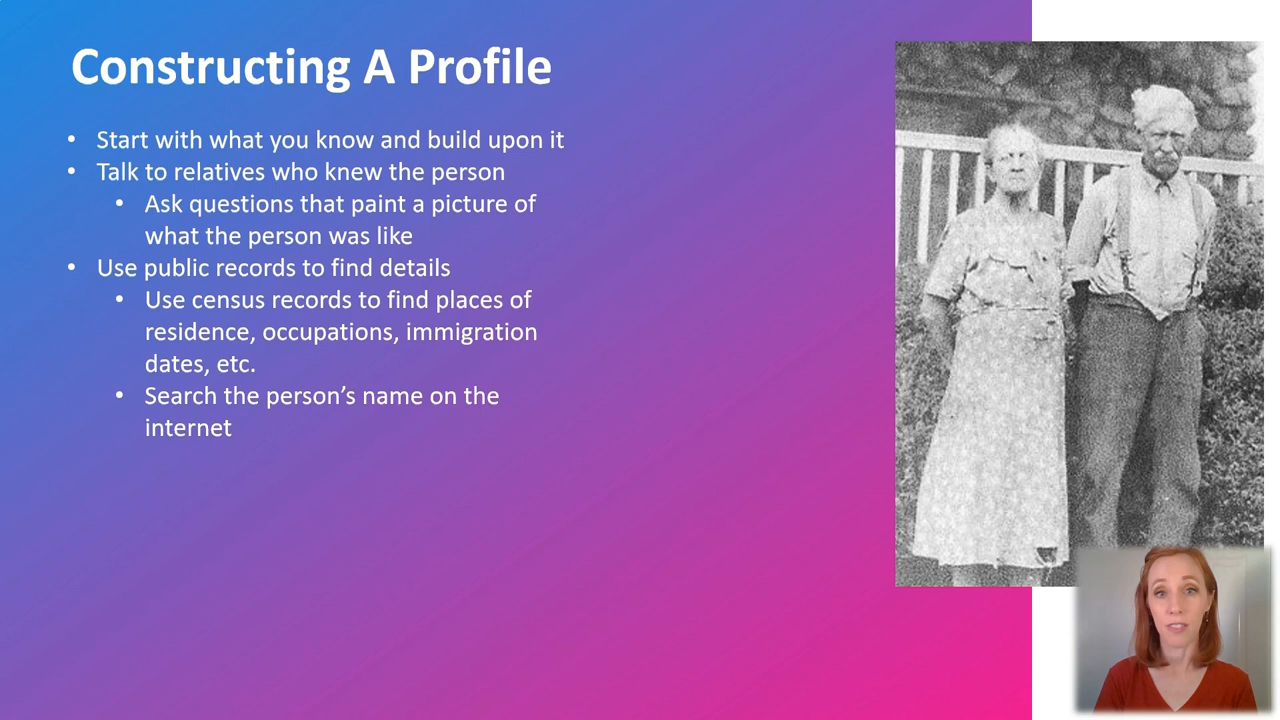 Constructing A Profile
• Start with what you know and build upon it
• Talk to relatives who knew the person
• Ask questions that paint a picture of
what the person was like
• Use public records to find details
• Use census records to find places of
residence, occupations, immigration
dates, etc.
• Search the person’s name on the
internet